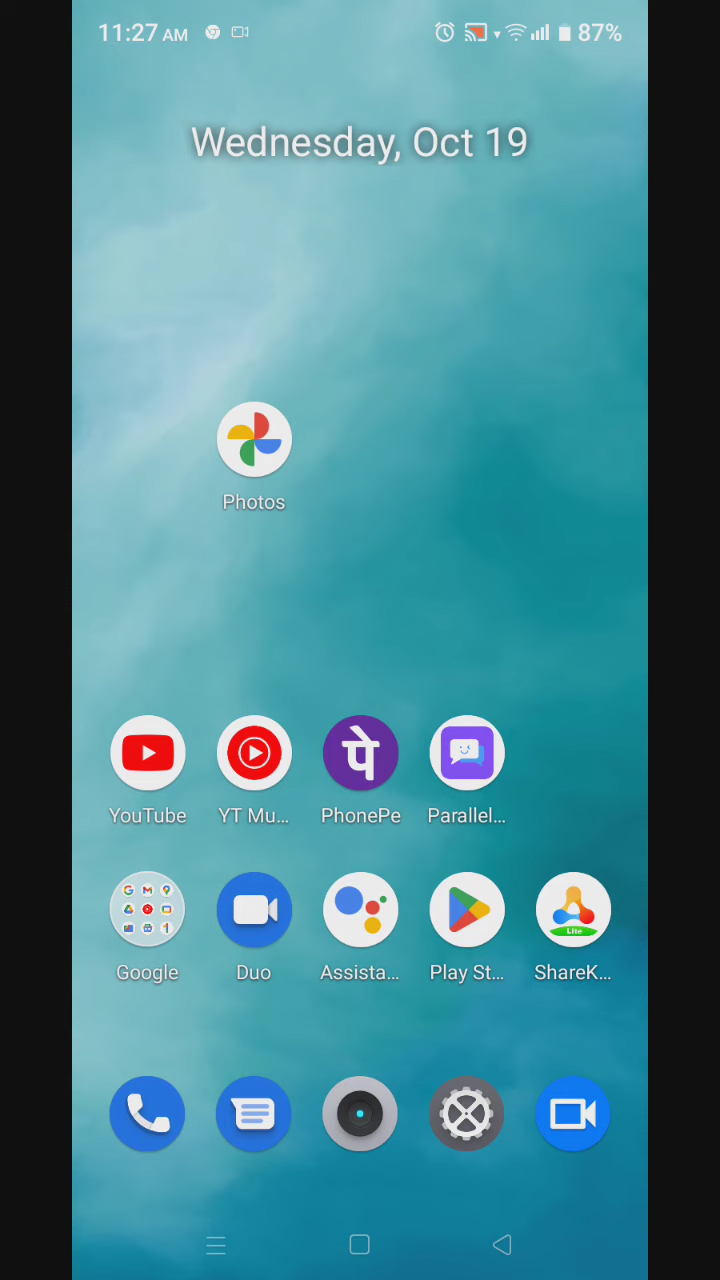 11:27 AM 87%
Wednesday, Oct 19
Photos
पे
YouTube YT Mu... PhonePe Parallel...
Lite
Google Duo Assista... Play St... ShareK...